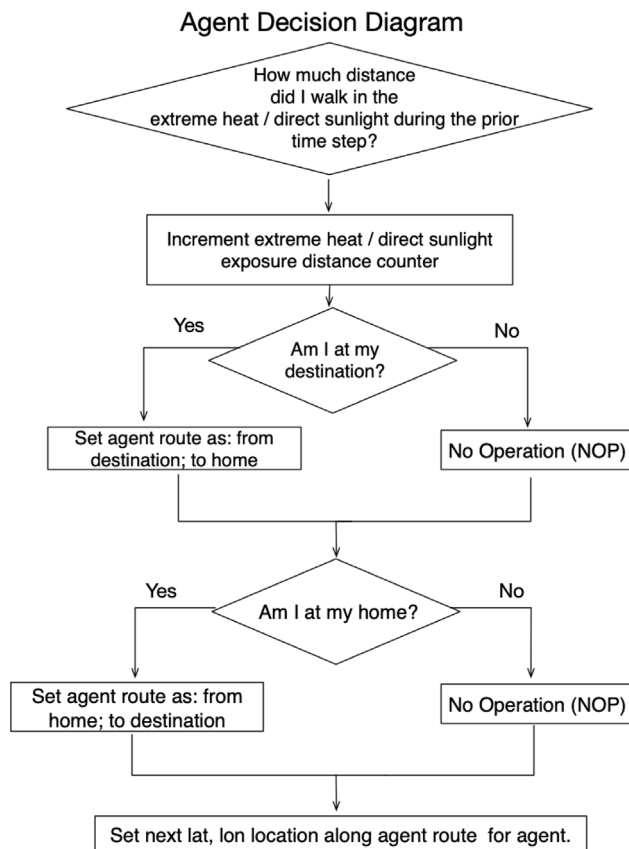 Agent Decision Diagram
How much distance
did I walk in the
extreme heat / direct sunlight during the prior
time step?
Increment extreme heat / direct sunlight
exposure distance counter
Yes
No
Am I at my
destination?
Set agent route as: from
destination; to home
No Operation (NOP)
Yes
No
Am I at my home?
Set agent route as: from
home; to destination
No Operation (NOP)
Set next lat, lon location along agent route for agent.